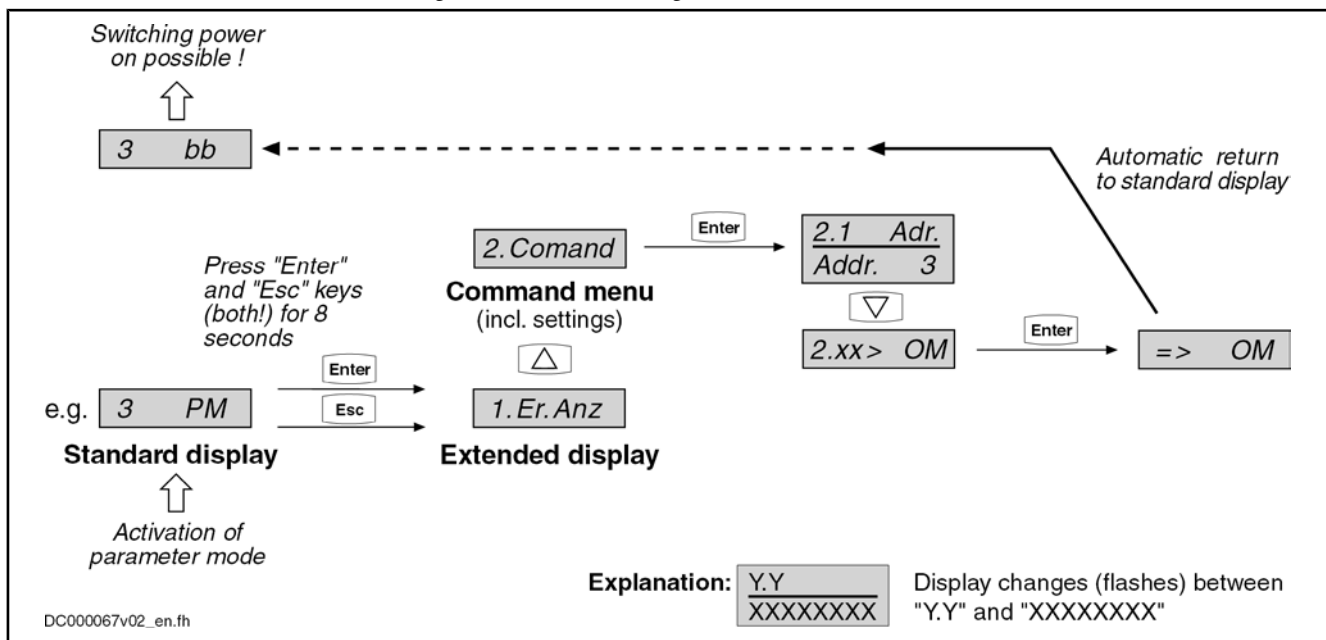 Switching power
on possible !
3 bb
Automatic return
to standard display
Press "Enter"
and "Esc" keys
(both!) for 8
seconds
2.Comand
Enter
2.1 Adr.
Addr. 3
Command menu
(incl. settings)
2.xx> OM
Enter
=> OM
e.g. 3 PM
Enter
Esc
1.Er.Anz
Standard display
Extended display
Activation of
parameter mode
Explanation: Y.Y
XXXXXXXX
Display changes (flashes) between
"Y.Y" and "XXXXXXXX"
DC000067v02_en.fh